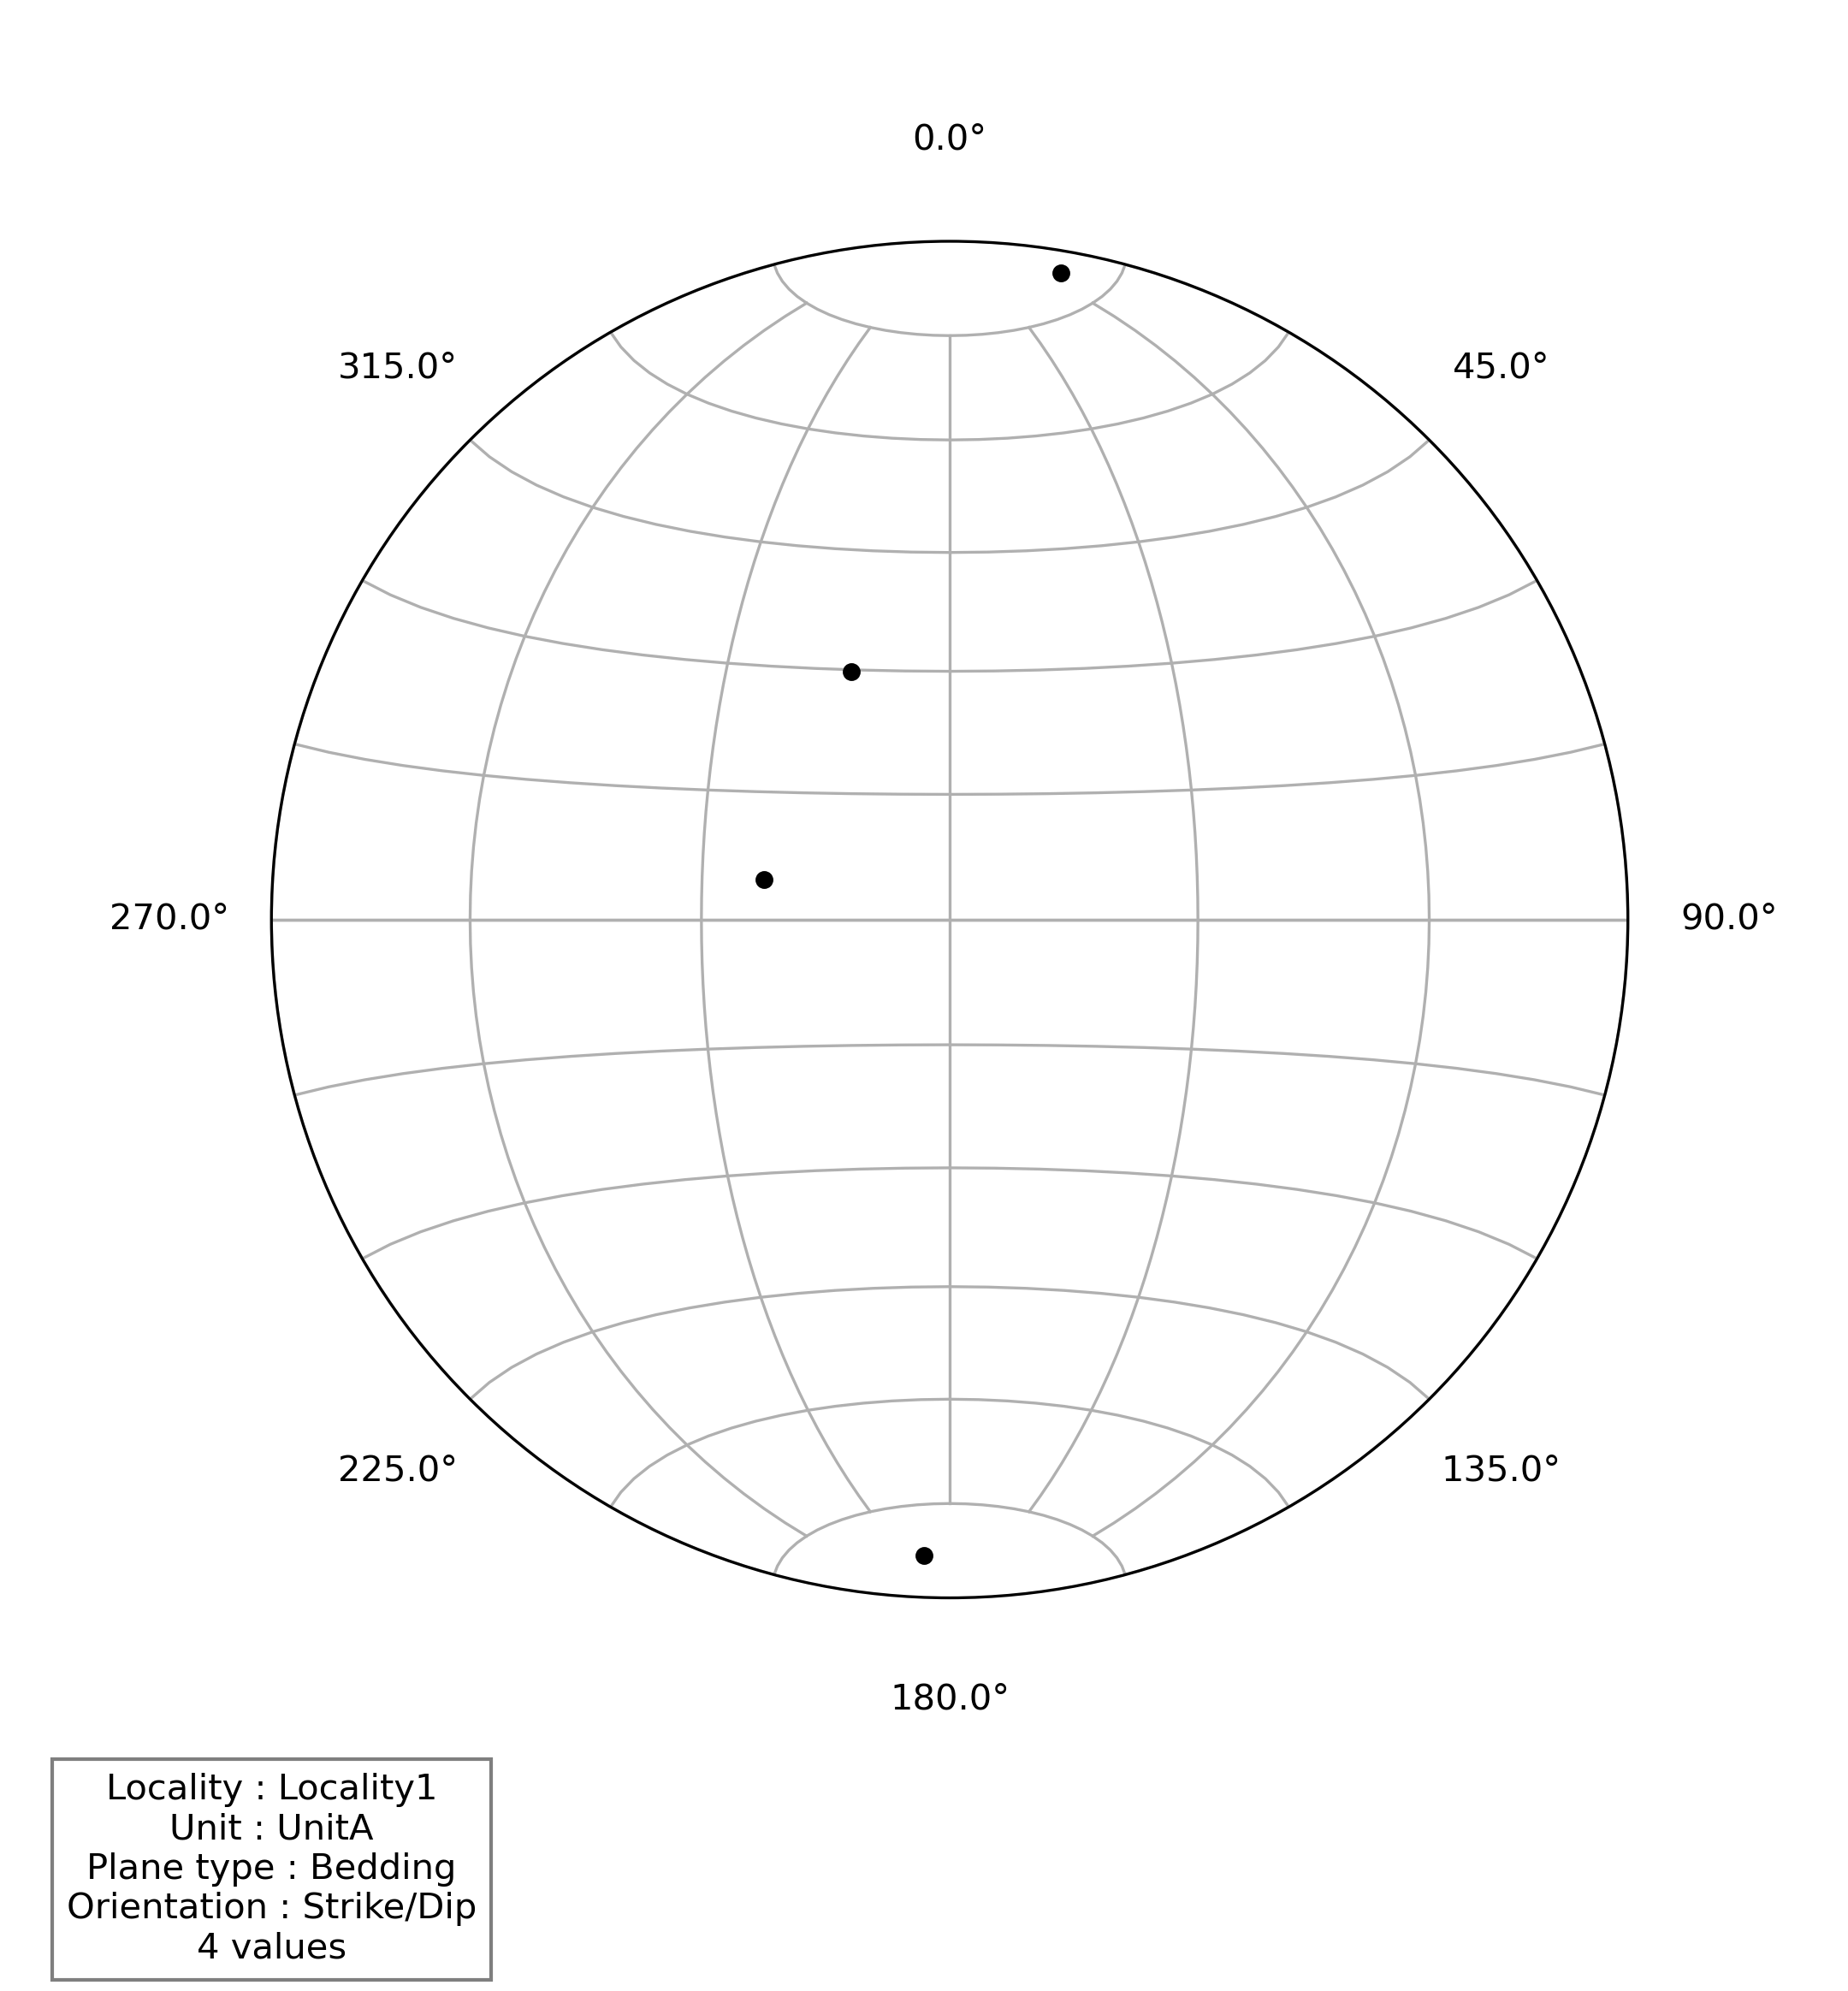 0.0°
315.0°
45.0°
270.0°
90.0°
225.0°
135.0°
180.0°
Locality : Locality1
Unit : UnitA
Plane type : Bedding
Orientation : Strike/Dip
4 values